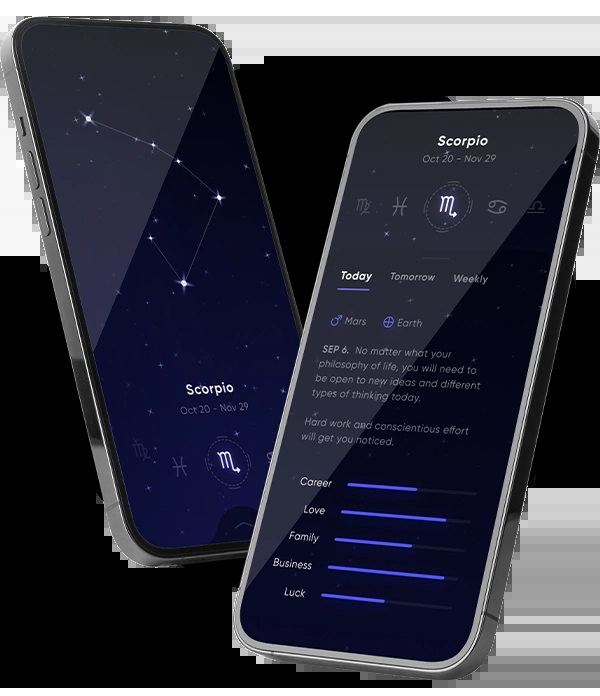 Scorpio
Oct 20 - Nov 29
Scorpio
Oct 20 - Nov 29
Today Tomorrow Weekly
Mars Earth
SEP 6. No matter what your
philosophy of life, you will need to
be open to new ideas and different
types of thinking today.
Hard work and conscientious effort
will get you noticed.
Career
Love
Family
Business
Luck